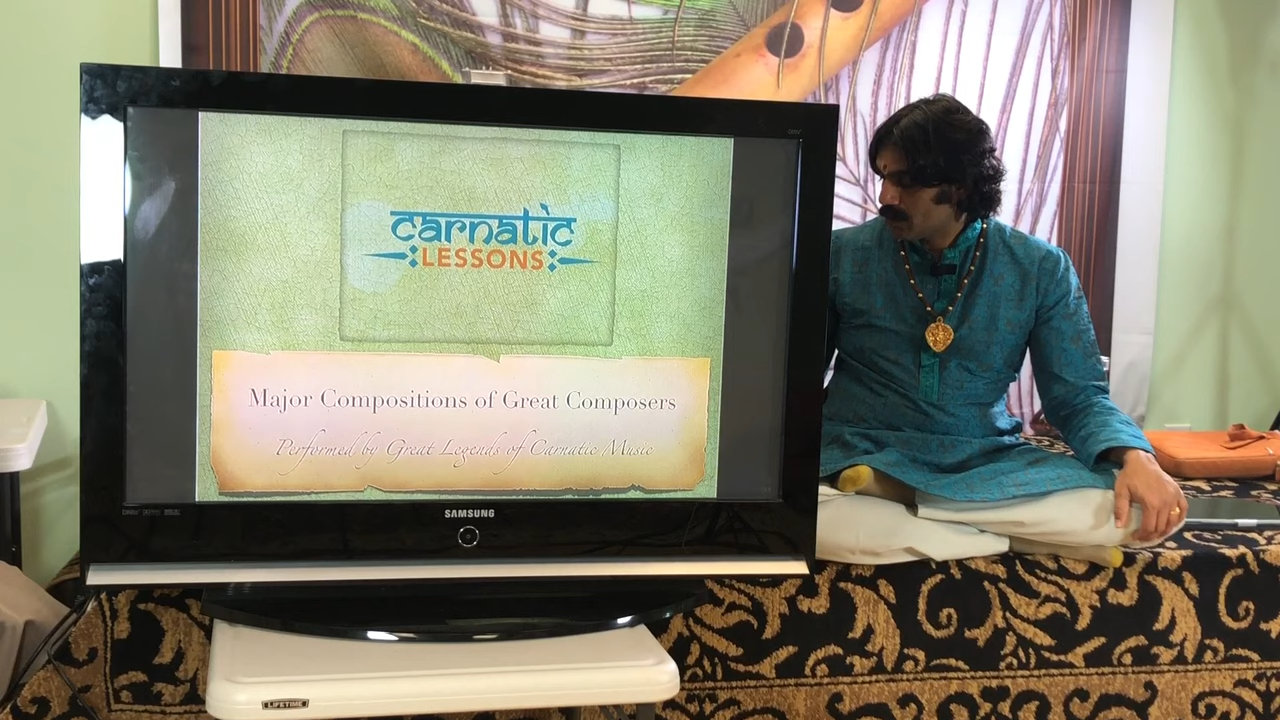 carnatic
LESSONS
Major Compositions of Great Composers
Performed by Great Legends of Carnatic Music
SAMSUNG
LIFETIME